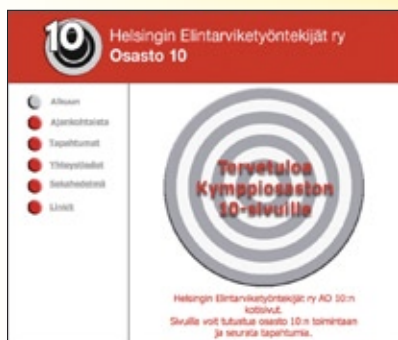 10
Helsingin Elintarviketyöntekijät ry
Osasto 10
Alkuun
Ajankohtaista
Tapahtumat
Yhteystiedot
Sekahedelmä
Linkit
Tervetuloa
Kymppiosaston
10-sivuille
Helsingin Elintarviketyöntekijät ry AO 10:n
kotisivut.
Sivuilla voit tutustua osasto 10:n toimintaan
ja seurata tapahtumia.